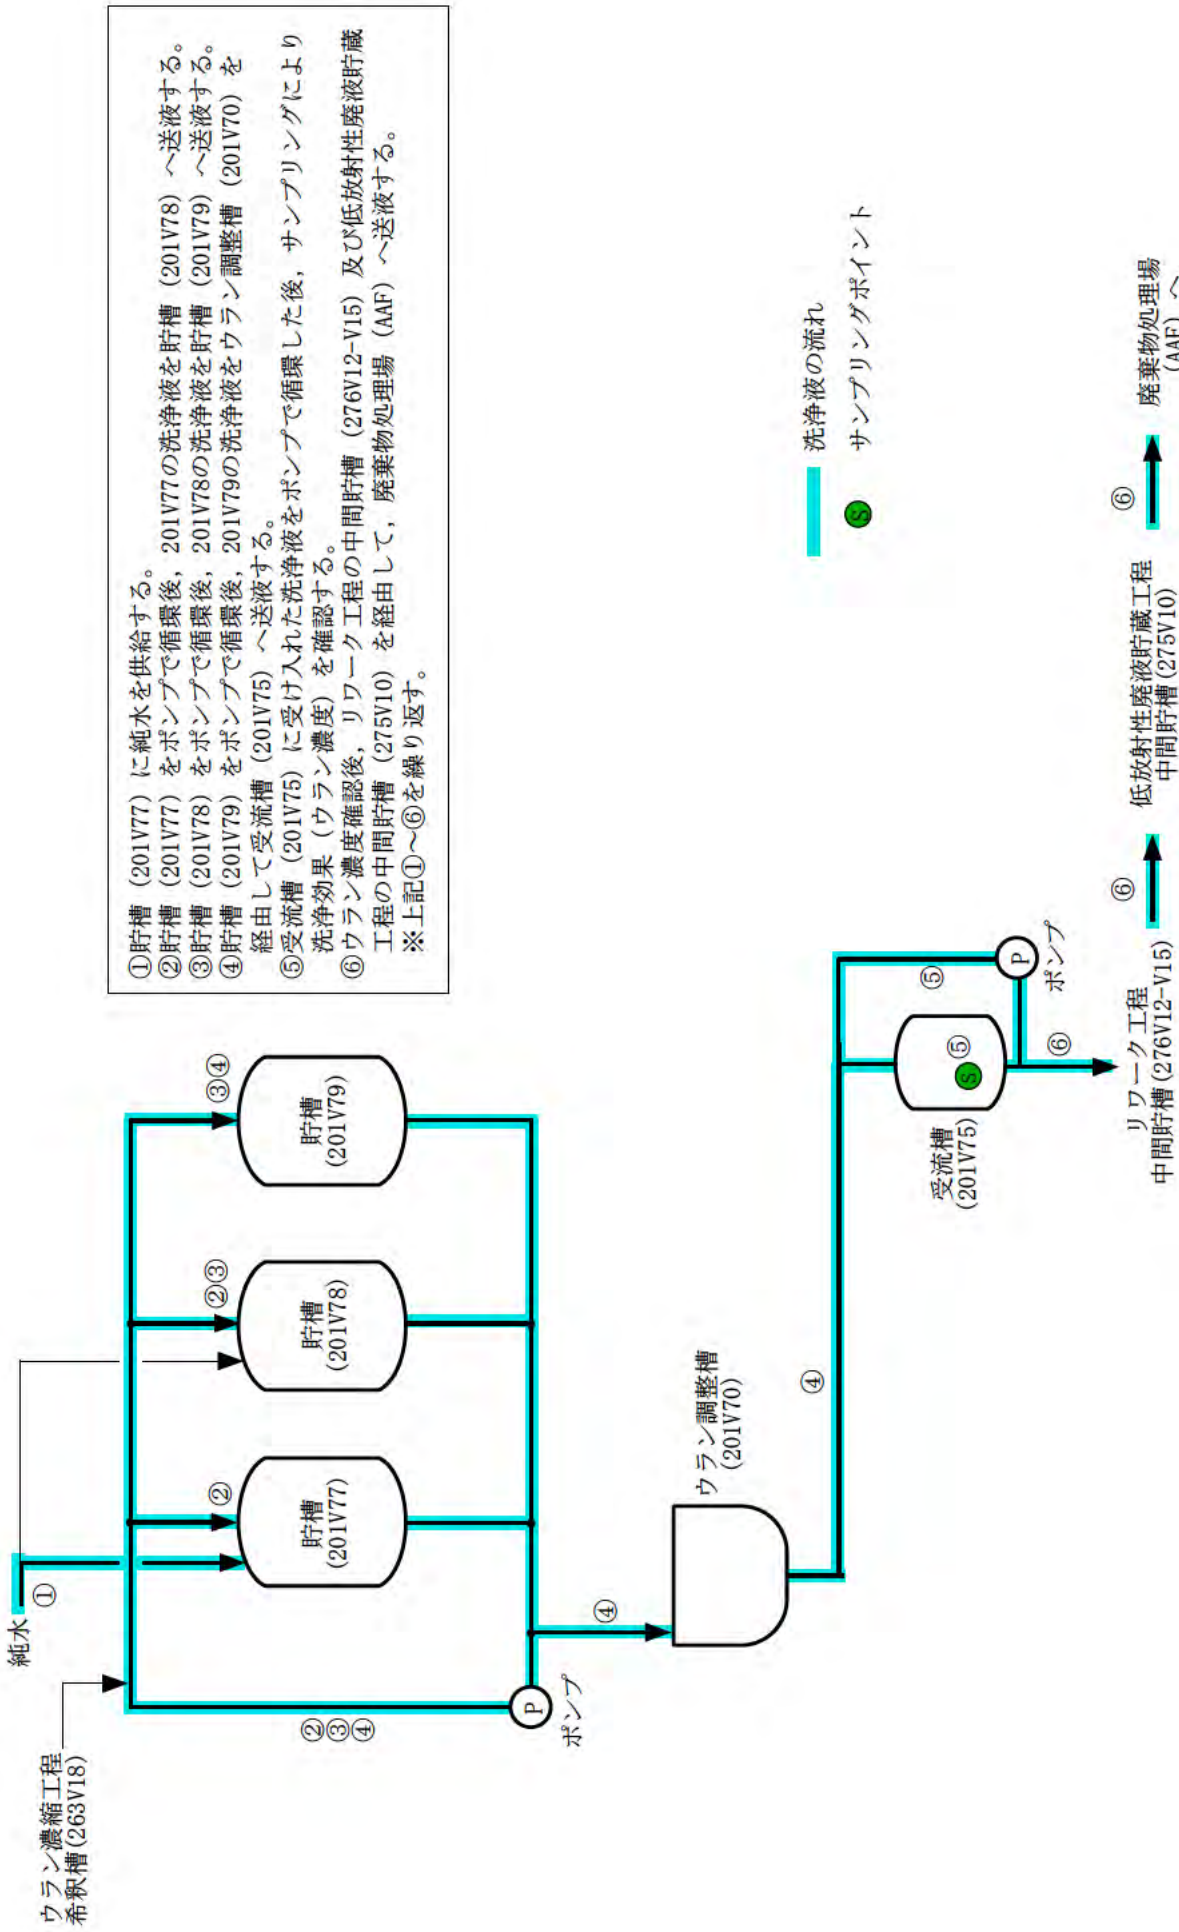 ①貯槽（201V77）に純水を供給する。
②貯槽（201V77）をポンプで循環後，201V77の洗浄液を貯槽（201V78）へ送液する。
③貯槽（201V78）をポンプで循環後，201V78の洗浄液を貯槽（201V79）へ送液する。
④貯槽（201V79）をポンプで循環後，201V79の洗浄液をウラン調整槽（201V70）を
経由して受流槽（201V75）へ送液する。
⑤受流槽（201V75）に受け入れた洗浄液をポンプで循環した後，サンプリングにより
洗浄効果（ウラン濃度）を確認する。
⑥ウラン濃度確認後，リワーク工程の中間貯槽（276V12-V15）及び低放射性廃液貯蔵
工程の中間貯槽（275V10）を経由して，廃棄物処理場（AAF）へ送液する。
※上記①～⑥を繰り返す。
ウラン濃縮工程
希釈槽(263V18)
純水
①
②
②③
③④
貯槽
(201V77)
貯槽
(201V78)
貯槽
(201V79)
②
③
④
P
ポンプ
④
ウラン調整槽
(201V70)
④
洗浄液の流れ
S
サンプリングポイント
受流槽
(201V75)
S
⑤
⑤
P
ポンプ
⑥
リワーク工程
中間貯槽(276V12-V15)
⑥
低放射性廃液貯蔵工程
中間貯槽(275V10)
⑥
廃棄物処理場
(AAF) へ